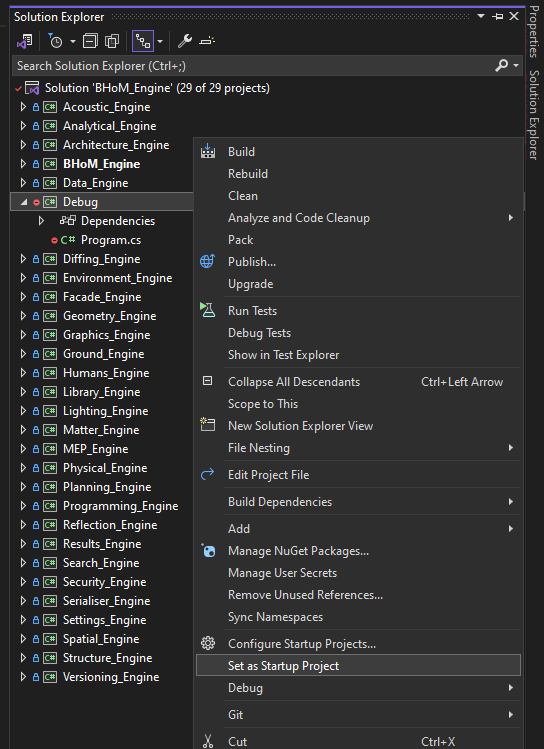 Solution Explorer
Search Solution Explorer (Ctrl+;)
Solution 'BHoM_Engine' (29 of 29 projects)
C# Acoustic_Engine
C# Analytical_Engine
C# Architecture_Engine
C# BHoM_Engine
C# Data_Engine
C# Debug
Dependencies
C# Program.cs
C# Diffing_Engine
C# Environment_Engine
C# Facade_Engine
C# Geometry_Engine
C# Graphics_Engine
C# Ground_Engine
C# Humans_Engine
C# Library_Engine
C# Lighting_Engine
C# Matter_Engine
C# MEP_Engine
C# Physical_Engine
C# Planning_Engine
C# Programming_Engine
C# Reflection_Engine
C# Results_Engine
C# Search_Engine
C# Security_Engine
C# Serialiser_Engine
C# Settings_Engine
C# Spatial_Engine
C# Structure_Engine
C# Versioning_Engine
Build
Rebuild
Clean
Analyze and Code Cleanup
Pack
Publish...
Upgrade
Run Tests
Debug Tests
Show in Test Explorer
Collapse All Descendants Ctrl+Left Arrow
Scope to This
New Solution Explorer View
File Nesting
Edit Project File
Build Dependencies
Add
Manage NuGet Packages...
Manage User Secrets
Remove Unused References...
Sync Namespaces
Configure Startup Projects...
Set as Startup Project
Debug
Git
Cut Ctrl+X
Properties
Solution Explorer